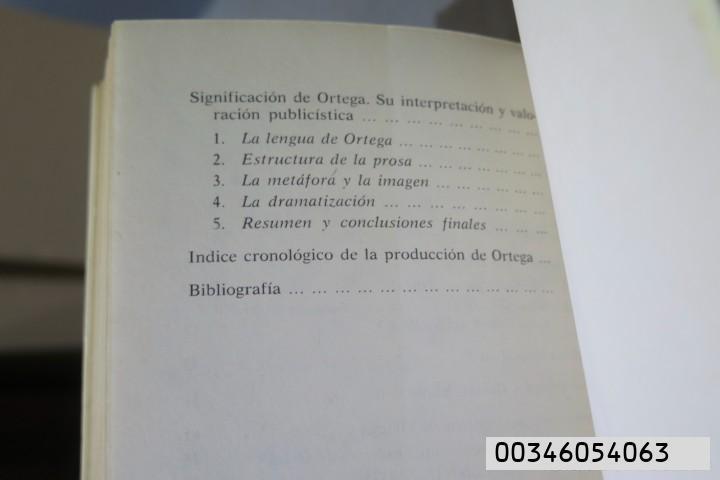 Significación de Ortega. Su interpretación y valo-
ración publicística ... ... ... ... ... ... ... ...
1. La lengua de Ortega ... ... ... ... ... ... ...
2. Estructura de la prosa ... ... ... ... ... ...
3. La metáfora y la imagen ... ... ... ... ...
4. La dramatización ... ... ... ... ... ... ...
5. Resumen y conclusiones finales ... ... ...
Indice cronológico de la producción de Ortega ...
Bibliografía ... ... ... ... ... ... ... ... ... ... ... ...
00346054063